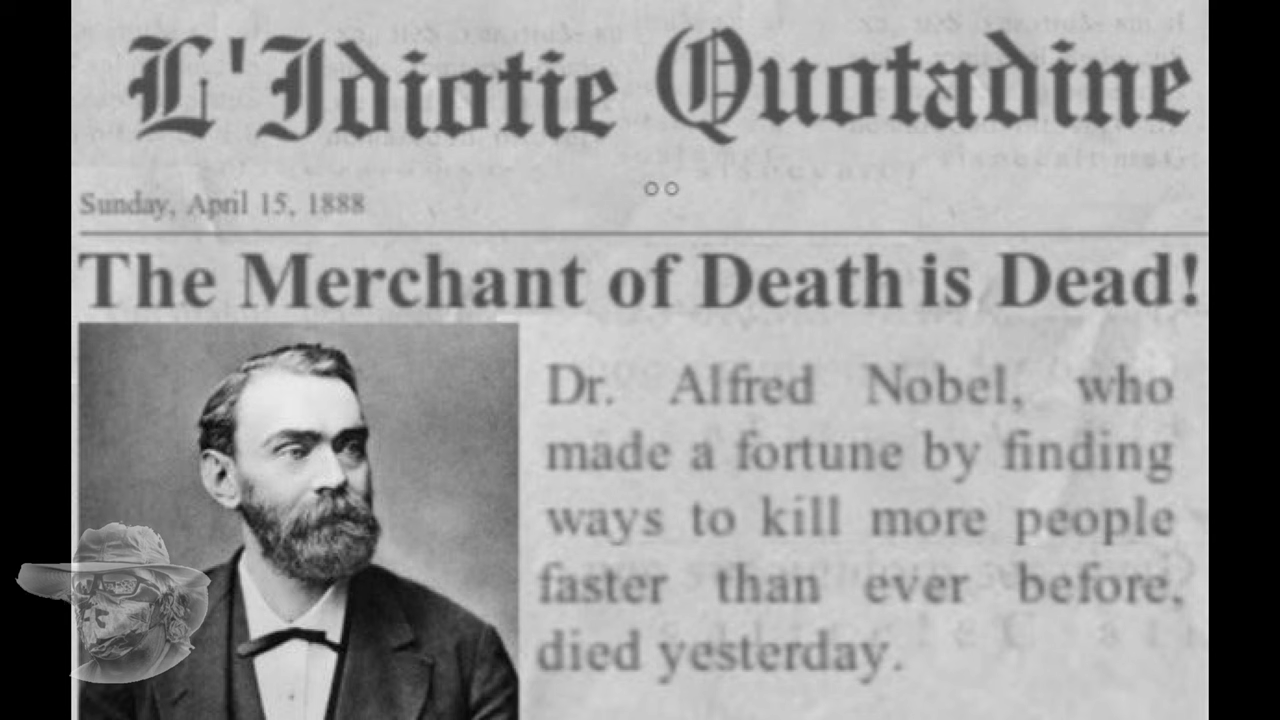 L'Idiotie Quotadine
Sunday, April 15, 1888
The Merchant of Death is Dead!
Dr. Alfred Nobel, who
made a fortune by finding
ways to kill more people
faster than ever before,
died yesterday.